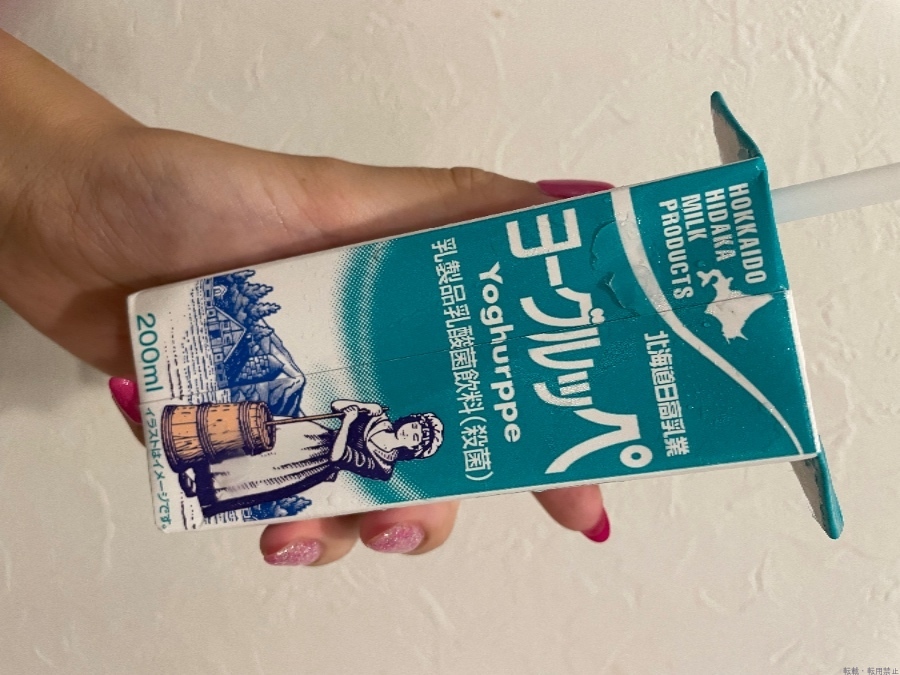 HOKKAIDO
HIDAKA
MILK
PRODUCTS
北海道日高乳業
ヨーグルッペ
Yoghurppe
乳製品乳酸菌飲料(殺菌)
200ml
イラストはイメージです。
転載・転用禁止